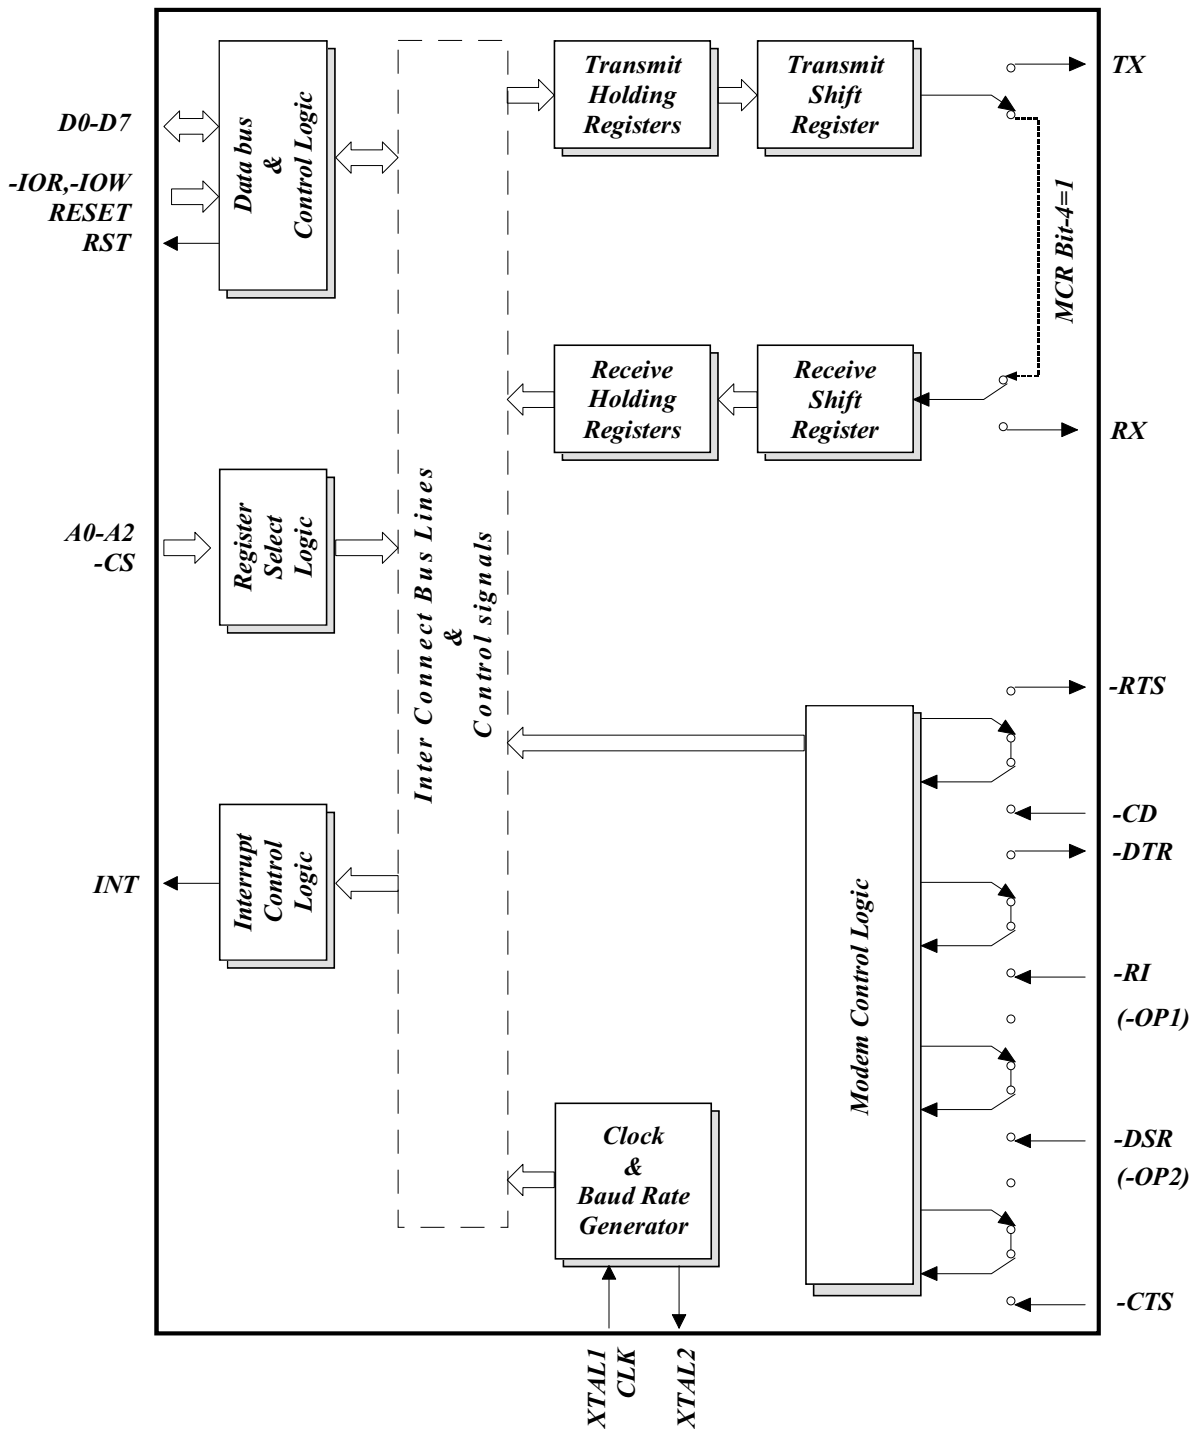 D0-D7
-IOR,-IOW
RESET
RST
Data bus
&
Control Logic
A0-A2
-CS
Register
Select
Logic
INT
Interrupt
Control
Logic
Inter Connect Bus Lines
&
Control signals
Transmit
Holding
Registers
Transmit
Shift
Register
TX
MCR Bit-4=1
Receive
Holding
Registers
Receive
Shift
Register
RX
Modem Control Logic
-RTS
-CD
-DTR
-RI
(-OP1)
-DSR
(-OP2)
-CTS
Clock
&
Baud Rate
Generator
XTAL1
CLK
XTAL2